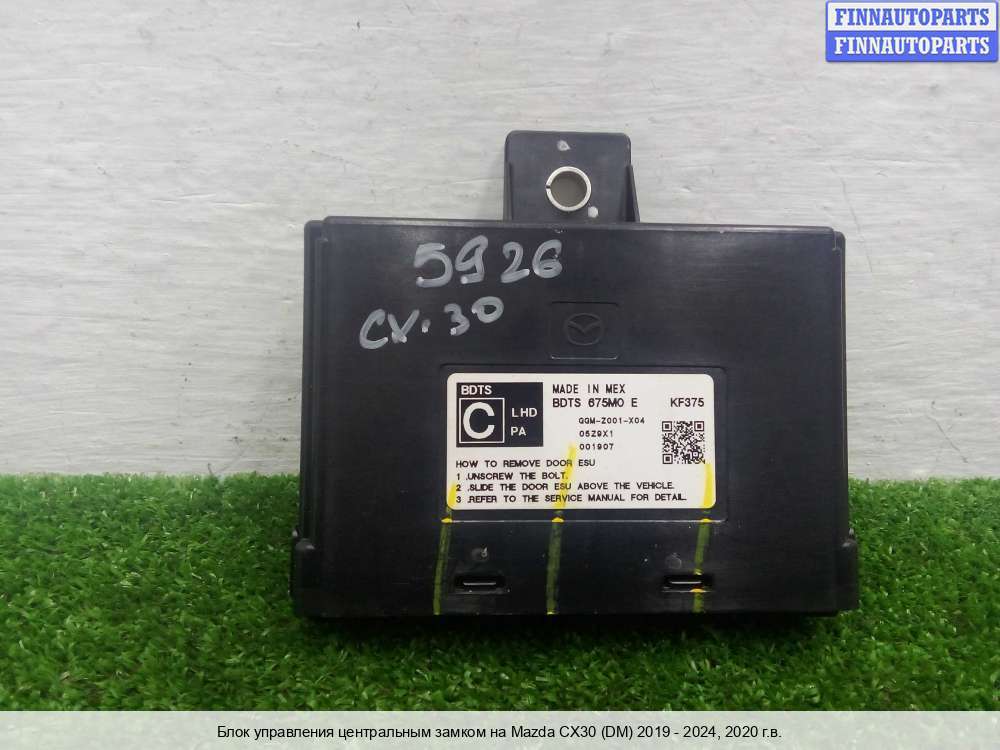 FINNAUTOPARTS
FINNAUTOPARTS
5926
CX-30
BDTS
C LHD
PA
MADE IN MEX
BDTS 675M0 E KF375
GGM-Z001-X04
05Z9X1
001907
HOW TO REMOVE DOOR ESU
1 .UNSCREW THE BOLT.
2 .SLIDE THE DOOR ESU ABOVE THE VEHICLE.
3 .REFER TO THE SERVICE MANUAL FOR DETAIL.
Блок управления центральным замком на Mazda CX30 (DM) 2019 - 2024, 2020 г.в.